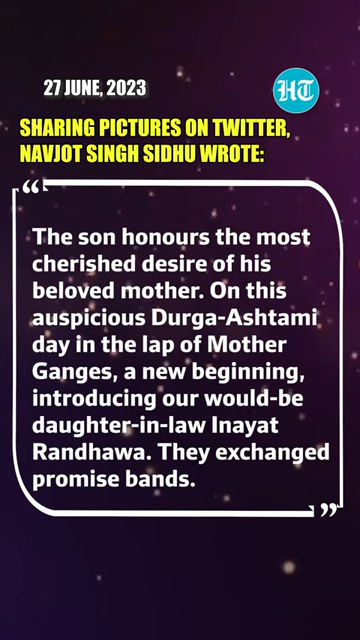 27 JUNE, 2023
HT
SHARING PICTURES ON TWITTER,
NAVJOT SINGH SIDHU WROTE:
“
The son honours the most
cherished desire of his
beloved mother. On this
auspicious Durga-Ashtami
day in the lap of Mother
Ganges, a new beginning,
introducing our would-be
daughter-in-law Inayat
Randhawa. They exchanged
promise bands.
”